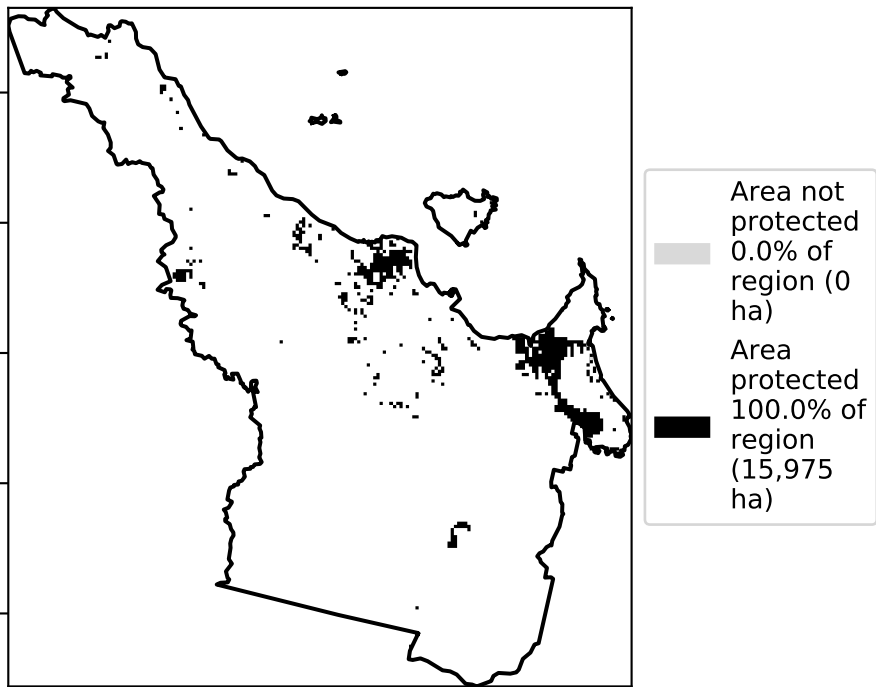 Area not
protected
0.0% of
region (0
ha)
Area
protected
100.0% of
region
(15,975
ha)